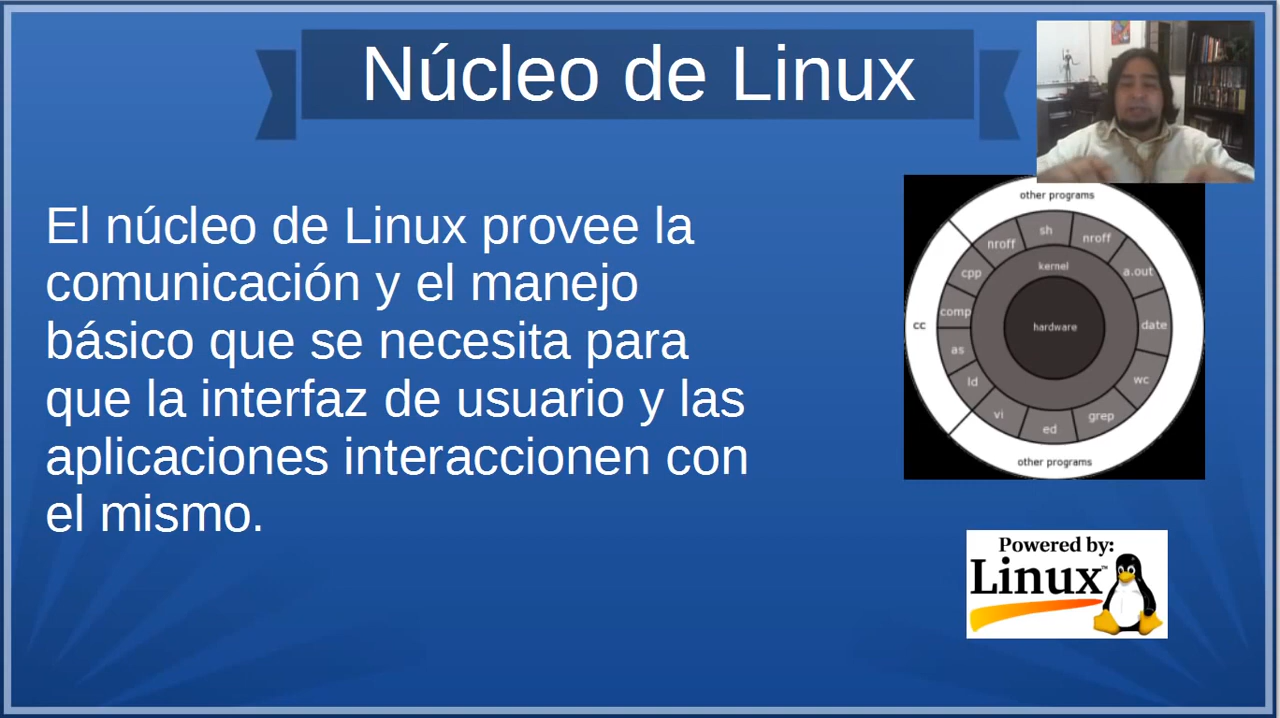 Núcleo de Linux
El núcleo de Linux provee la
comunicación y el manejo
básico que se necesita para
que la interfaz de usuario y las
aplicaciones interaccionen con
el mismo.
other programs
sh
nroff
nroff
kernel
cpp
a.out
comp
hardware
cc
date
as
ld
wc
vi
ed
grep
other programs
Powered by:
Linux™